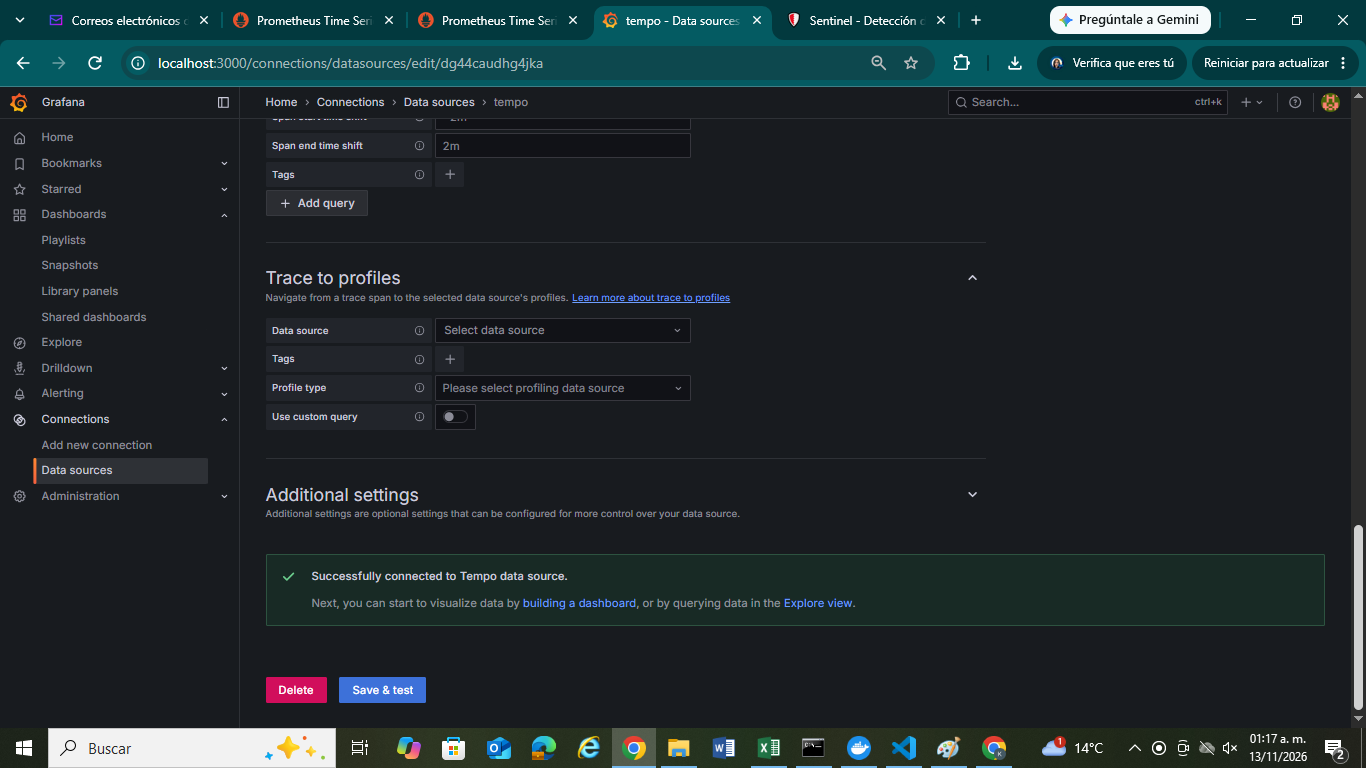 Correos electrónicos
Prometheus Time Seri
Prometheus Time Seri
tempo - Data sources
Sentinel - Detección
Pregúntale a Gemini
localhost:3000/connections/datasources/edit/dg44caudhg4jka
Verifica que eres tú
Reiniciar para actualizar
Grafana
Home › Connections › Data sources › tempo
Search...
ctrl+k
Home
Bookmarks
Starred
Dashboards
Playlists
Snapshots
Library panels
Shared dashboards
Explore
Drilldown
Alerting
Connections
Add new connection
Data sources
Administration
Span start time shift
-2m
Span end time shift
2m
Tags
Add query
Trace to profiles
Navigate from a trace span to the selected data source's profiles. Learn more about trace to profiles
Data source
Select data source
Tags
Profile type
Please select profiling data source
Use custom query
Additional settings
Additional settings are optional settings that can be configured for more control over your data source.
Successfully connected to Tempo data source.
Next, you can start to visualize data by building a dashboard, or by querying data in the Explore view.
Delete
Save & test
Buscar
1
14°C
01:17 a. m.
13/11/2026
2